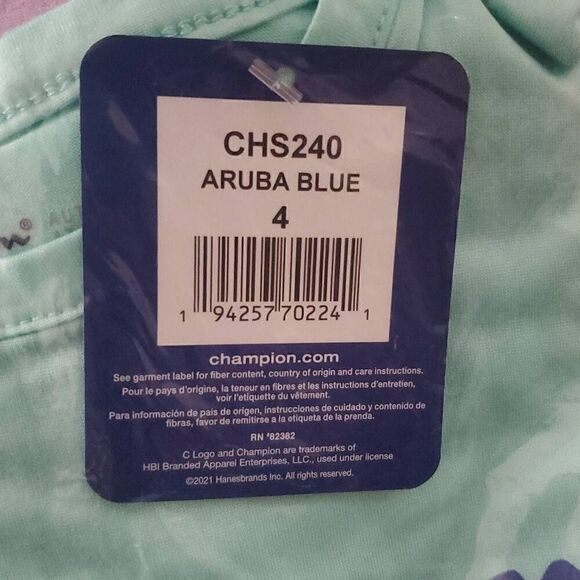 CHS240
ARUBA BLUE
4
1 94257 70224 1
champion.com
See garment label for fiber content, country of origin and care instructions.
Pour le pays d'origine, la teneur en fibres et les instructions d'entretien,
voir l'etiquette du vêtement.
Para información de pais de origen, instrucciones de cuidado y contenido de
fibras, favor de remitirse a la etiqueta de la prenda.
RN #82382
C Logo and Champion are trademarks of
HBI Branded Apparel Enterprises, LLC., used under license
©2021 Hanesbrands Inc. All rights reserved.